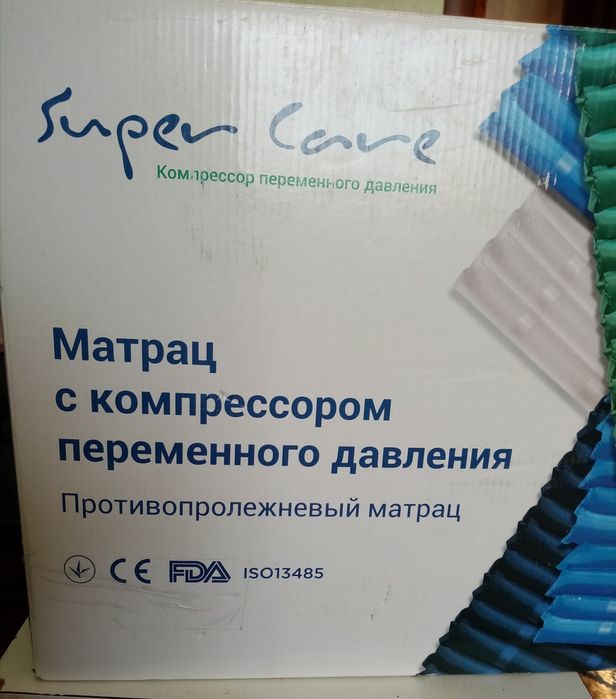 Super Care
Компрессор переменного давления
Матрац
с компрессором
переменного давления
Противопролежневый матрац
CE FDA ISO13485